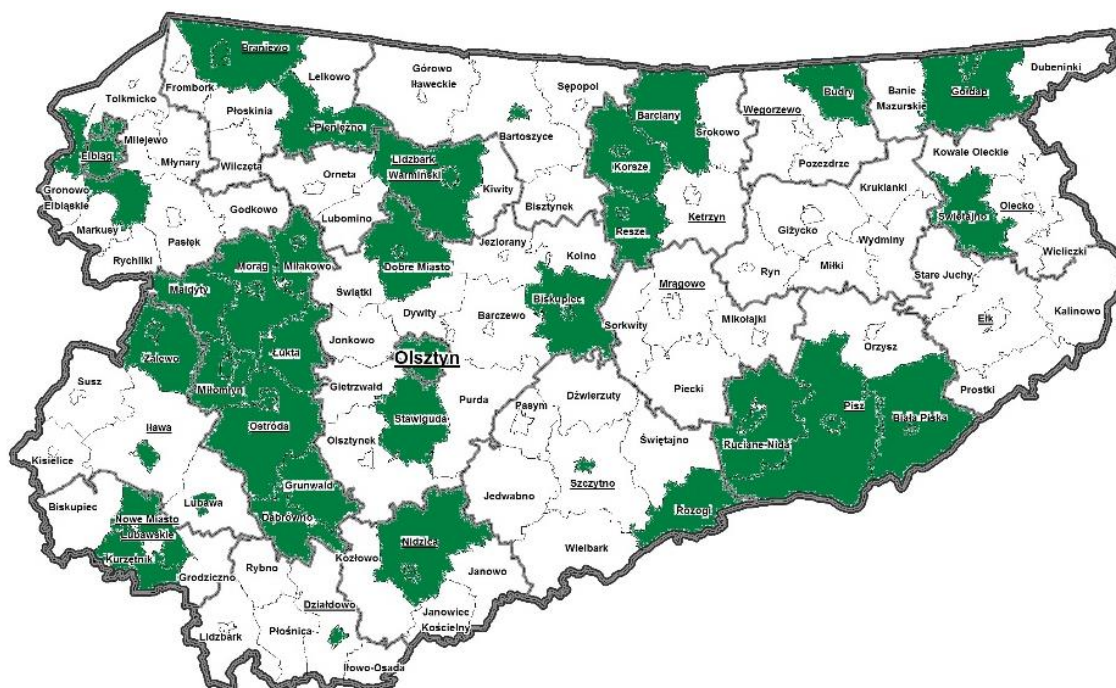 Braniewo
Lelkowo
Górowo
Iławeckie
Sępopol
Frombork
Tolkmicko
Płoskinia
Pieniężno
Bartoszyce
Barciany
Srokowo
Węgorzewo
Budry
Banie
Mazurskie
Gołdap
Dubeninki
Milejewo
Elbląg
Młynary
Wilczęta
Orneta
Lidzbark
Warmiński
Kiwity
Korsze
Pozezdrze
Kowale Oleckie
Gronowo
Elbląskie
Markusy
Godkowo
Lubomino
Bisztynek
Reszel
Kętrzyn
Kruklanki
Giżycko
Świętajno
Olecko
Pasłęk
Rychliki
Morąg
Miłakowo
Dobre Miasto
Jeziorany
Kolno
Wydminy
Wieliczki
Małdyty
Świątki
Biskupiec
Mrągowo
Ryn
Miłki
Stare Juchy
Zalewo
Łukta
Jonkowo
Dywity
Barczewo
Sorkwity
Mikołajki
Orzysz
Ełk
Kalinowo
Susz
Miłomłyn
Olsztyn
Gietrzwałd
Purda
Dźwierzuty
Piecki
Prostki
Iława
Ostróda
Stawiguda
Pasym
Pisz
Biała Piska
Kisielice
Olsztynek
Świętajno
Ruciane-Nida
Biskupiec
Lubawa
Grunwald
Jedwabno
Szczytno
Rozogi
Nowe Miasto
Lubawskie
Dąbrówno
Nidzica
Wielbark
Kurzętnik
Grodziczno
Rybno
Kozłowo
Janowo
Działdowo
Janowiec
Kościelny
Lidzbark
Płośnica
Iłowo-Osada